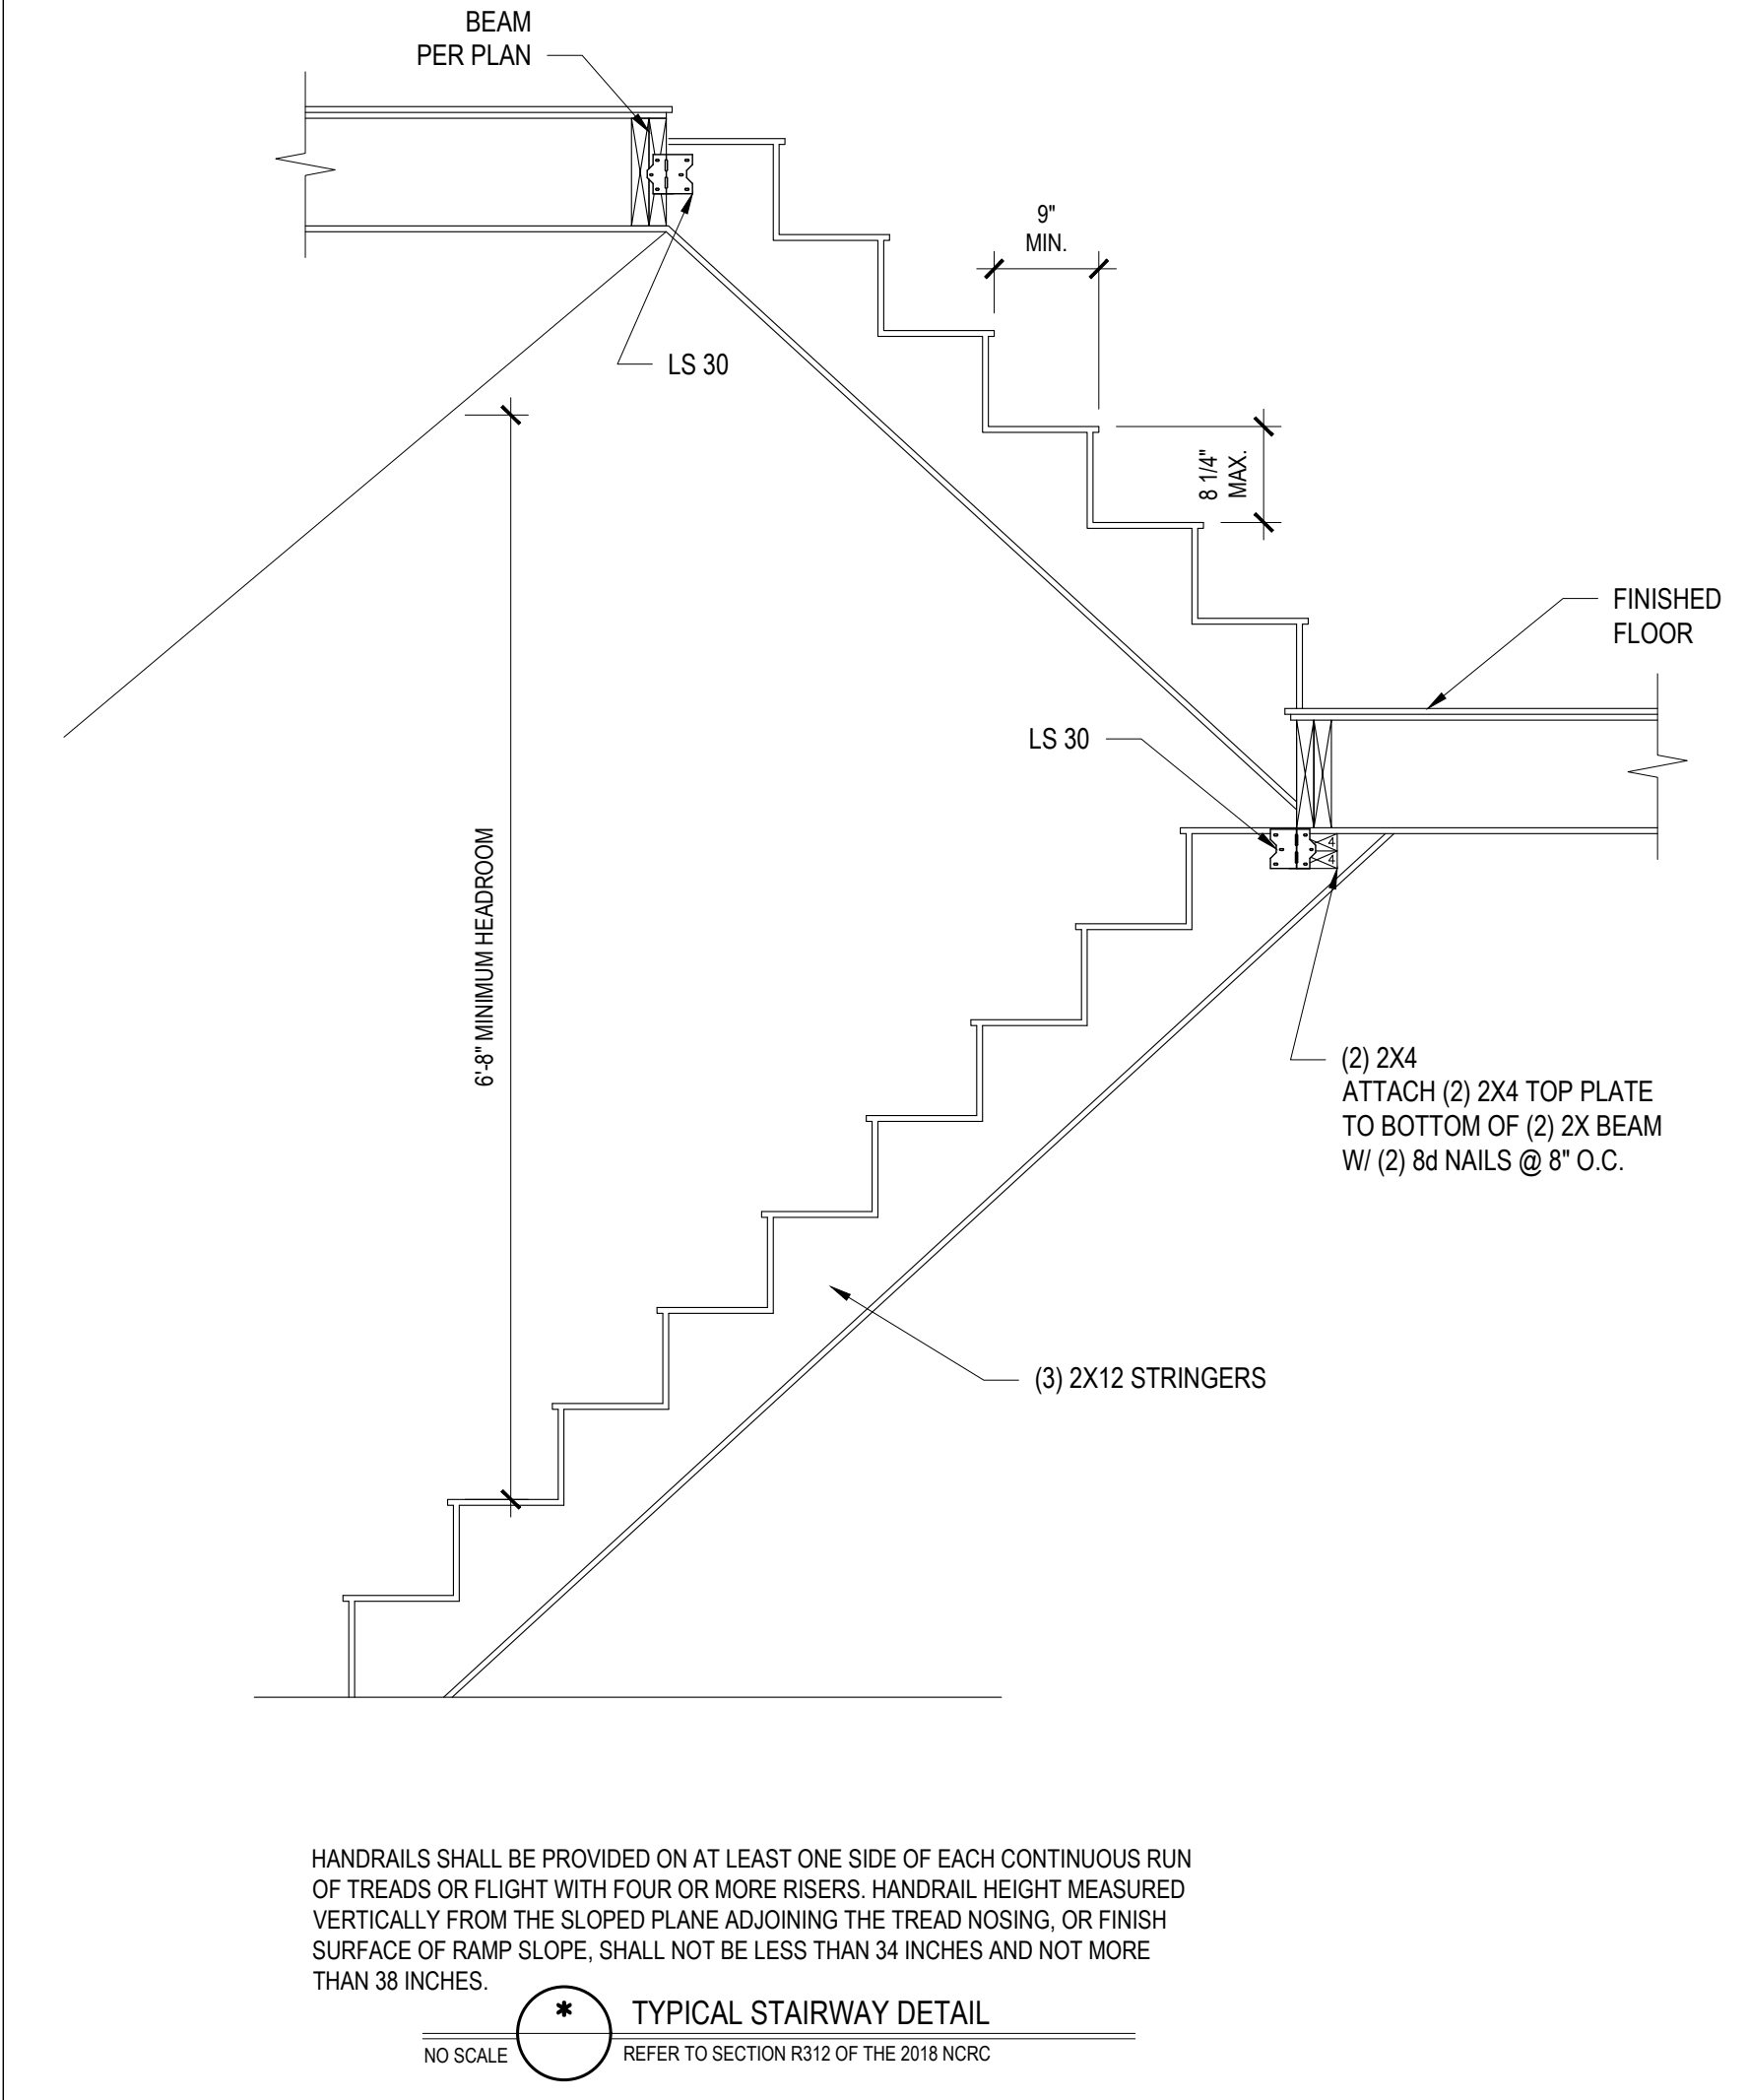 BEAM
PER PLAN
9"
MIN.
LS 30
8 1/4"
MAX.
FINISHED
FLOOR
LS 30
6'-8" MINIMUM HEADROOM
4
4
(2) 2X4
ATTACH (2) 2X4 TOP PLATE
TO BOTTOM OF (2) 2X BEAM
W/ (2) 8d NAILS @ 8" O.C.
(3) 2X12 STRINGERS
HANDRAILS SHALL BE PROVIDED ON AT LEAST ONE SIDE OF EACH CONTINUOUS RUN
OF TREADS OR FLIGHT WITH FOUR OR MORE RISERS. HANDRAIL HEIGHT MEASURED
VERTICALLY FROM THE SLOPED PLANE ADJOINING THE TREAD NOSING, OR FINISH
SURFACE OF RAMP SLOPE, SHALL NOT BE LESS THAN 34 INCHES AND NOT MORE
THAN 38 INCHES.
* TYPICAL STAIRWAY DETAIL
NO SCALE REFER TO SECTION R312 OF THE 2018 NCRC